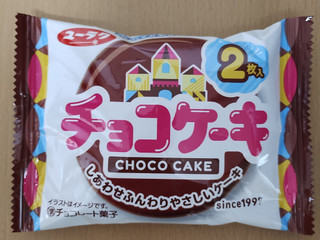 ユーラク
2枚入
チョコケーキ
CHOCO CAKE
しあわせふんわりやさしいケーキ
since1997
イラストはイメージです。
チョコレート菓子